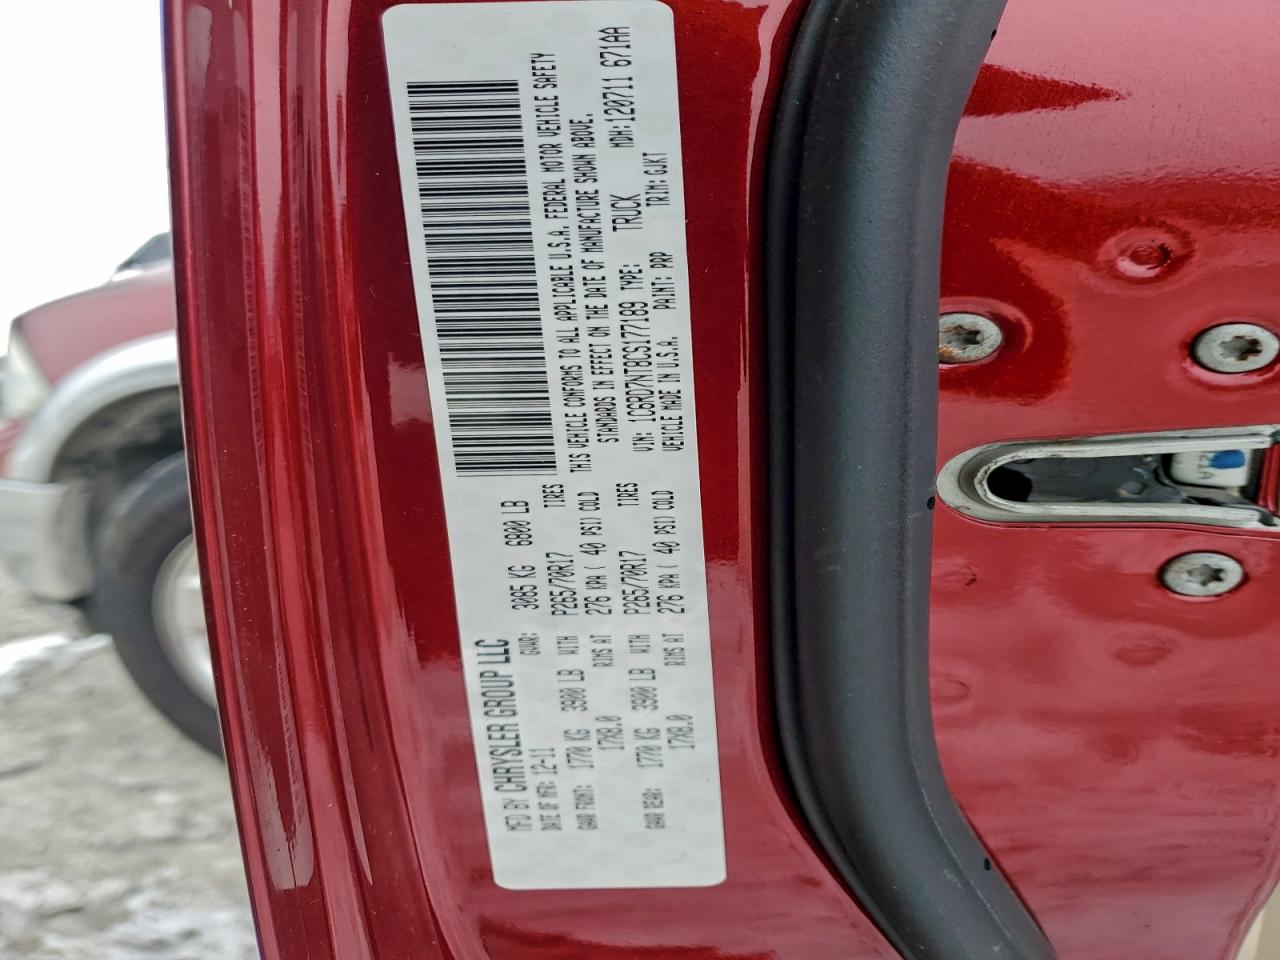 MFD BY CHRYSLER GROUP LLC
DATE OF MFR: 12-11 GVWR: 3085 KG 6800 LB
GAWR FRONT: 1770 KG 3900 LB WITH P265/70R17 TIRES
17X8.0 RIMS AT 276 KPA ( 40 PSI) COLD
GAWR REAR: 1770 KG 3900 LB WITH P265/70R17 TIRES
17X8.0 RIMS AT 276 KPA ( 40 PSI) COLD
THIS VEHICLE CONFORMS TO ALL APPLICABLE U.S.A. FEDERAL MOTOR VEHICLE SAFETY
STANDARDS IN EFFECT ON THE DATE OF MANUFACTURE SHOWN ABOVE.
VIN: 1C6RD7NT8CS177189 TYPE: TRUCK MDH:120711 671AA
VEHICLE MADE IN U.S.A. PAINT: PRP TRIM: GJKT